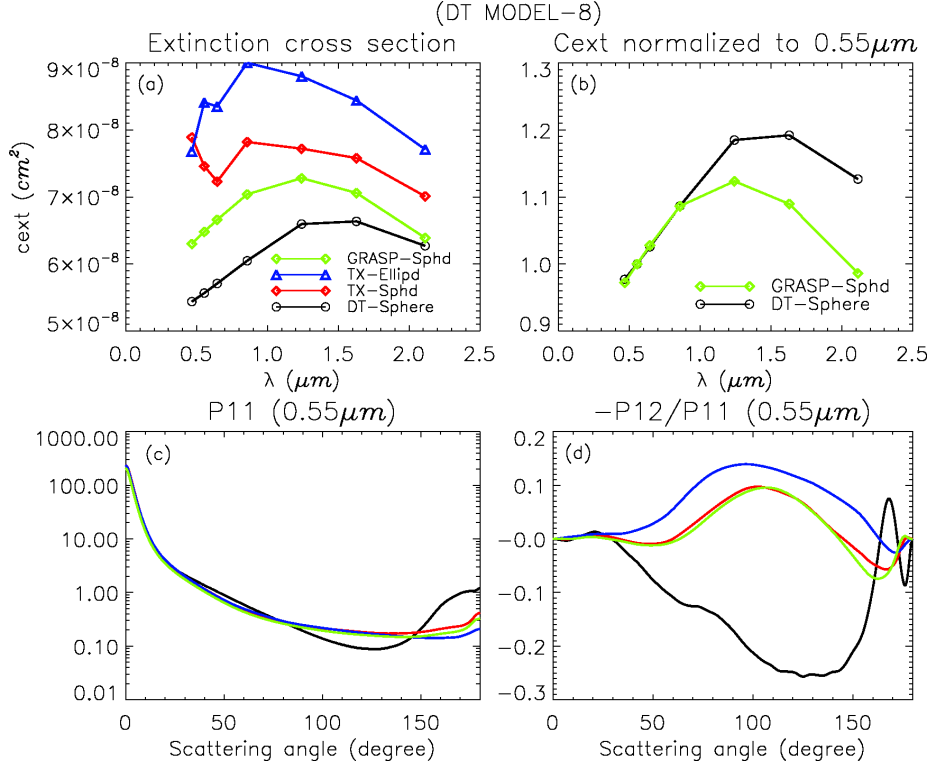 (DT MODEL-8)
Extinction cross section
Cext normalized to 0.55μm
(a)
9×10⁻⁸
8×10⁻⁸
7×10⁻⁸
6×10⁻⁸
5×10⁻⁸
cext (cm²)
GRASP-Sphd
TX-Ellipd
TX-Sphd
DT-Sphere
0.0 0.5 1.0 1.5 2.0 2.5
λ (μm)
(b)
1.3
1.2
1.1
1.0
0.9
GRASP-Sphd
DT-Sphere
0.0 0.5 1.0 1.5 2.0 2.5
λ (μm)
P11 (0.55μm)
(c)
1000.00
100.00
10.00
1.00
0.10
0.01
0 50 100 150
Scattering angle (degree)
-P12/P11 (0.55μm)
(d)
0.2
0.1
-0.0
-0.1
-0.2
-0.3
0 50 100 150
Scattering angle (degree)